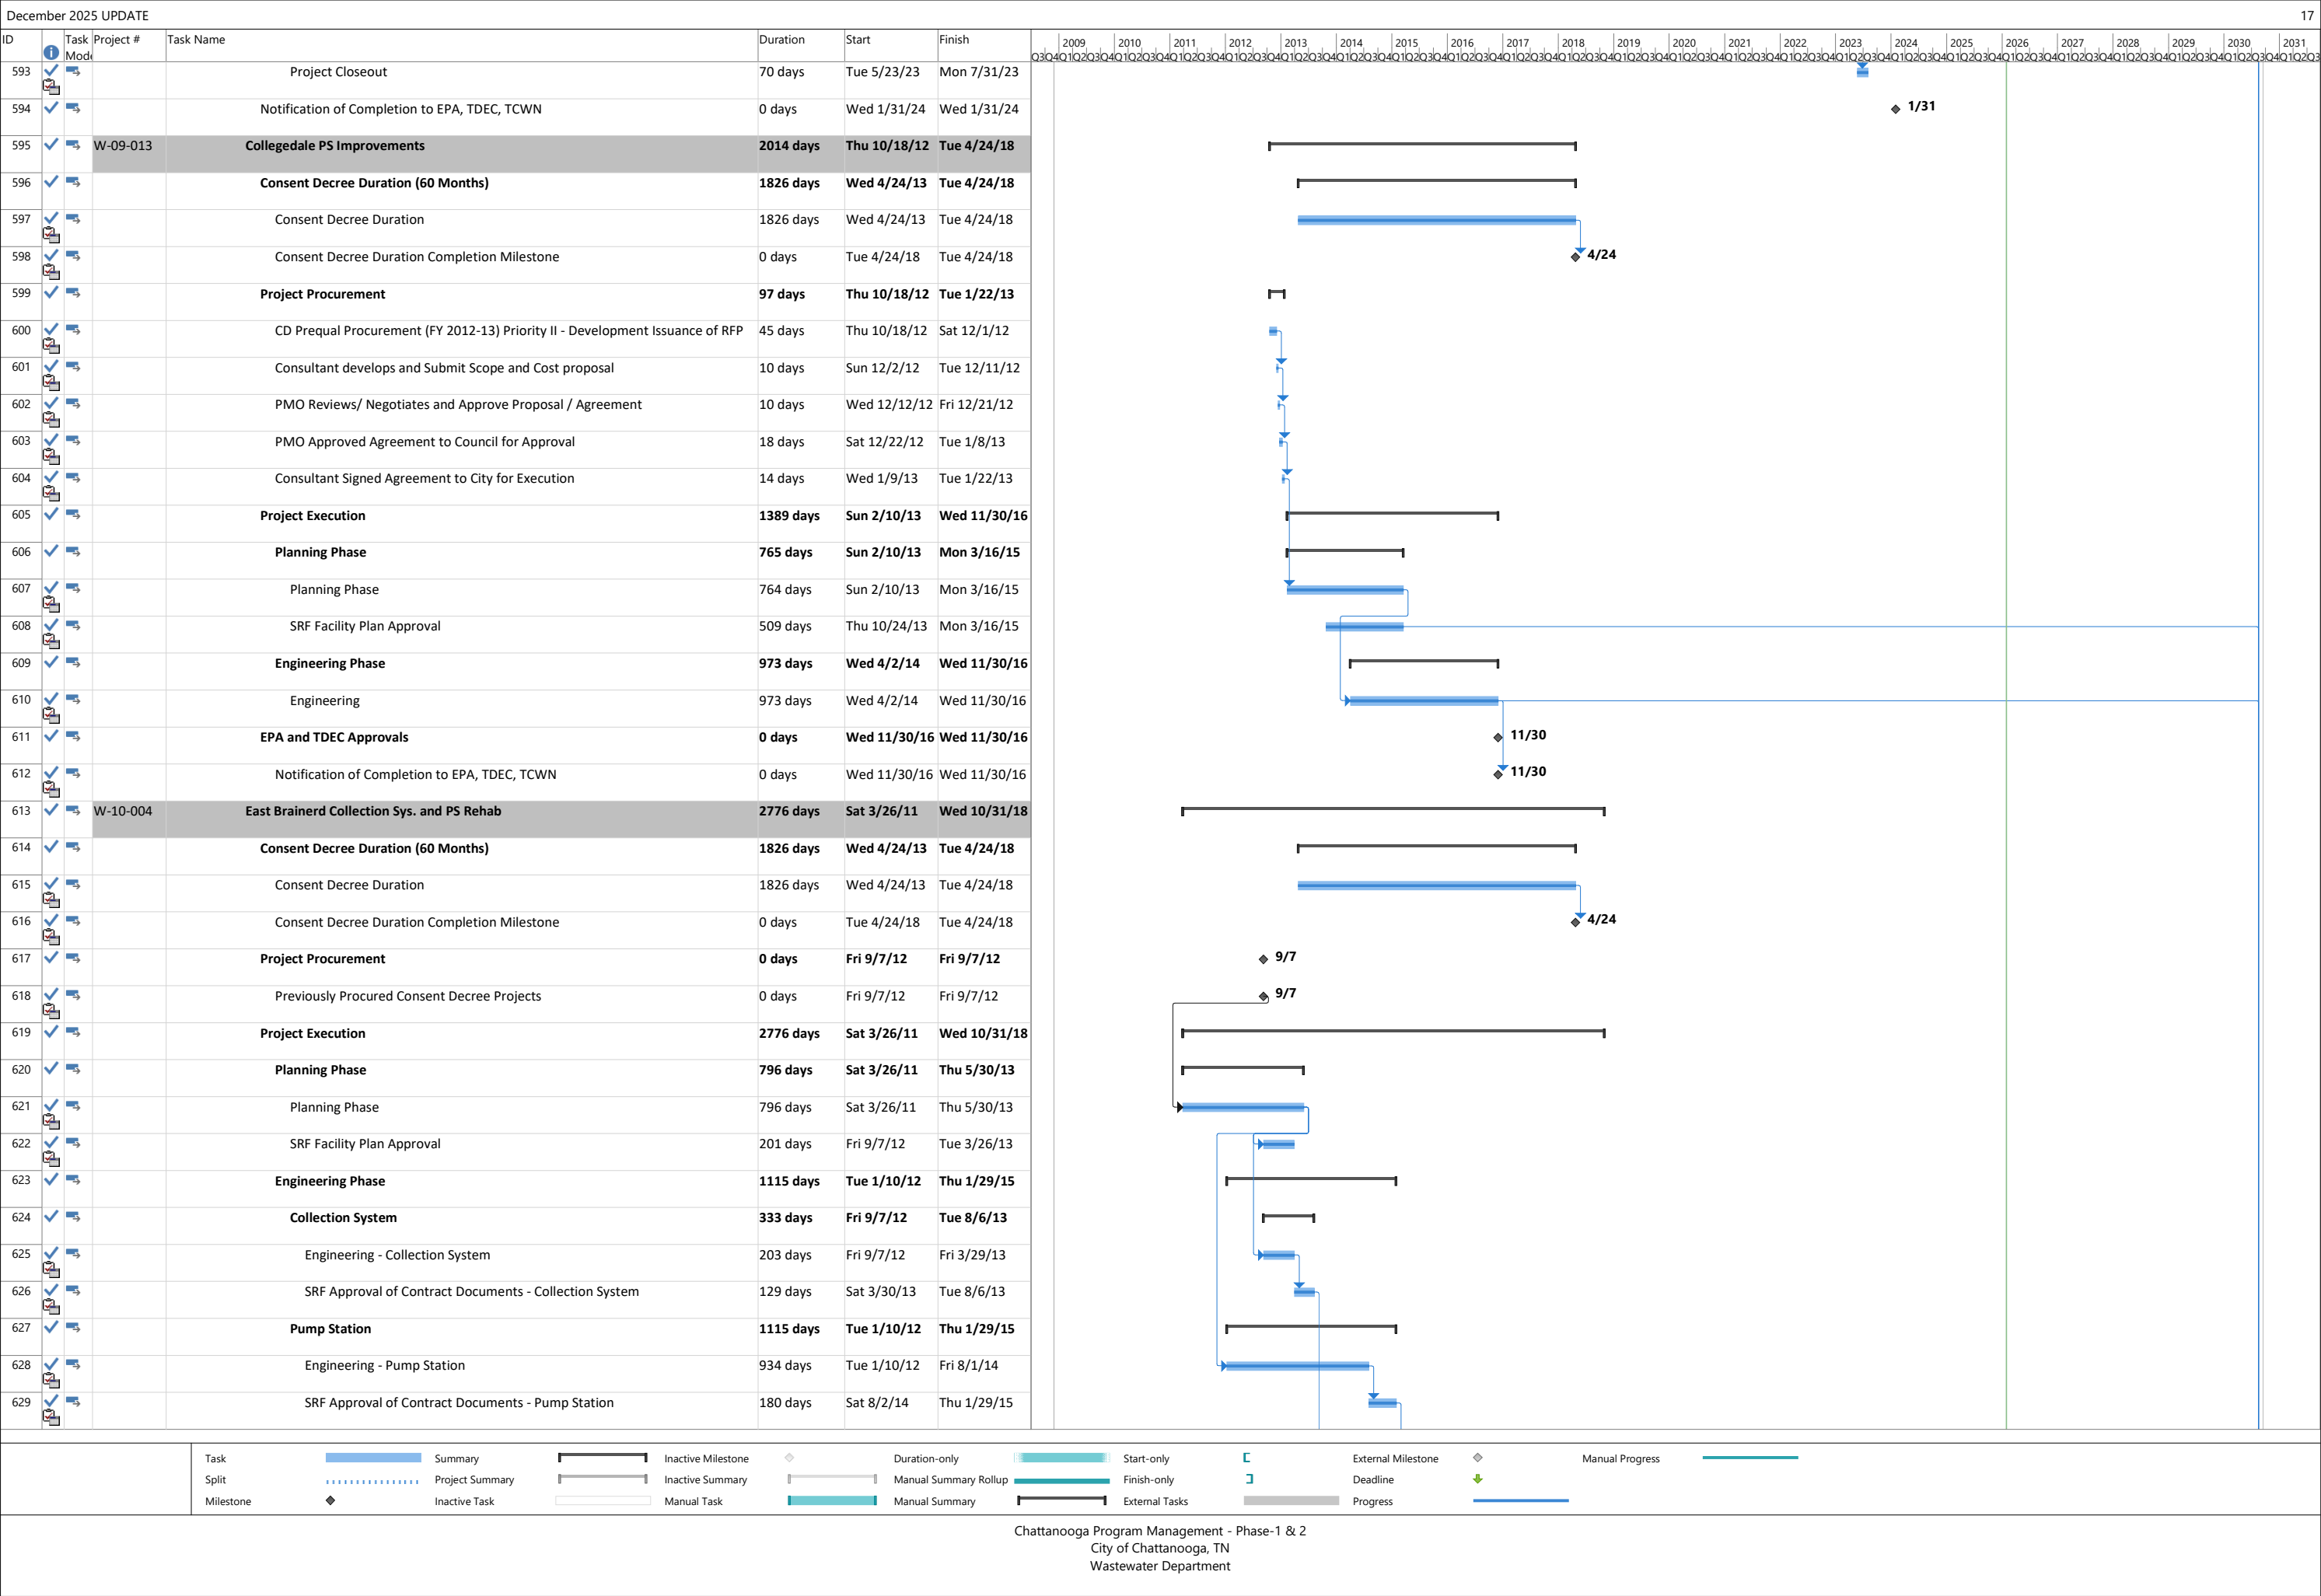 December 2025 UPDATE 17
ID Task Mode Project # Task Name Duration Start Finish
2009 2010 2011 2012 2013 2014 2015 2016 2017 2018 2019 2020 2021 2022 2023 2024 2025 2026 2027 2028 2029 2030 2031
Q3Q4Q1Q2Q3Q4Q1Q2Q3Q4Q1Q2Q3Q4Q1Q2Q3Q4Q1Q2Q3Q4Q1Q2Q3Q4Q1Q2Q3Q4Q1Q2Q3Q4Q1Q2Q3Q4Q1Q2Q3Q4Q1Q2Q3Q4Q1Q2Q3Q4Q1Q2Q3Q4Q1Q2Q3Q4Q1Q2Q3Q4Q1Q2Q3Q4Q1Q2Q3Q4Q1Q2Q3Q4Q1Q2Q3Q4Q1Q2Q3Q4Q1Q2Q3Q4Q1Q2Q3Q4Q1Q2Q3
593 Project Closeout 70 days Tue 5/23/23 Mon 7/31/23
594 Notification of Completion to EPA, TDEC, TCWN 0 days Wed 1/31/24 Wed 1/31/24 1/31
595 W-09-013 Collegedale PS Improvements 2014 days Thu 10/18/12 Tue 4/24/18
596 Consent Decree Duration (60 Months) 1826 days Wed 4/24/13 Tue 4/24/18
597 Consent Decree Duration 1826 days Wed 4/24/13 Tue 4/24/18
598 Consent Decree Duration Completion Milestone 0 days Tue 4/24/18 Tue 4/24/18 4/24
599 Project Procurement 97 days Thu 10/18/12 Tue 1/22/13
600 CD Prequal Procurement (FY 2012-13) Priority II - Development Issuance of RFP 45 days Thu 10/18/12 Sat 12/1/12
601 Consultant develops and Submit Scope and Cost proposal 10 days Sun 12/2/12 Tue 12/11/12
602 PMO Reviews/ Negotiates and Approve Proposal / Agreement 10 days Wed 12/12/12 Fri 12/21/12
603 PMO Approved Agreement to Council for Approval 18 days Sat 12/22/12 Tue 1/8/13
604 Consultant Signed Agreement to City for Execution 14 days Wed 1/9/13 Tue 1/22/13
605 Project Execution 1389 days Sun 2/10/13 Wed 11/30/16
606 Planning Phase 765 days Sun 2/10/13 Mon 3/16/15
607 Planning Phase 764 days Sun 2/10/13 Mon 3/16/15
608 SRF Facility Plan Approval 509 days Thu 10/24/13 Mon 3/16/15
609 Engineering Phase 973 days Wed 4/2/14 Wed 11/30/16
610 Engineering 973 days Wed 4/2/14 Wed 11/30/16
611 EPA and TDEC Approvals 0 days Wed 11/30/16 Wed 11/30/16 11/30
612 Notification of Completion to EPA, TDEC, TCWN 0 days Wed 11/30/16 Wed 11/30/16 11/30
613 W-10-004 East Brainerd Collection Sys. and PS Rehab 2776 days Sat 3/26/11 Wed 10/31/18
614 Consent Decree Duration (60 Months) 1826 days Wed 4/24/13 Tue 4/24/18
615 Consent Decree Duration 1826 days Wed 4/24/13 Tue 4/24/18
616 Consent Decree Duration Completion Milestone 0 days Tue 4/24/18 Tue 4/24/18 4/24
617 Project Procurement 0 days Fri 9/7/12 Fri 9/7/12 9/7
618 Previously Procured Consent Decree Projects 0 days Fri 9/7/12 Fri 9/7/12 9/7
619 Project Execution 2776 days Sat 3/26/11 Wed 10/31/18
620 Planning Phase 796 days Sat 3/26/11 Thu 5/30/13
621 Planning Phase 796 days Sat 3/26/11 Thu 5/30/13
622 SRF Facility Plan Approval 201 days Fri 9/7/12 Tue 3/26/13
623 Engineering Phase 1115 days Tue 1/10/12 Thu 1/29/15
624 Collection System 333 days Fri 9/7/12 Tue 8/6/13
625 Engineering - Collection System 203 days Fri 9/7/12 Fri 3/29/13
626 SRF Approval of Contract Documents - Collection System 129 days Sat 3/30/13 Tue 8/6/13
627 Pump Station 1115 days Tue 1/10/12 Thu 1/29/15
628 Engineering - Pump Station 934 days Tue 1/10/12 Fri 8/1/14
629 SRF Approval of Contract Documents - Pump Station 180 days Sat 8/2/14 Thu 1/29/15
Task Summary Inactive Milestone Duration-only Start-only External Milestone Manual Progress
Split Project Summary Inactive Summary Manual Summary Rollup Finish-only Deadline
Milestone Inactive Task Manual Task Manual Summary External Tasks Progress
Chattanooga Program Management - Phase-1 & 2
City of Chattanooga, TN
Wastewater Department